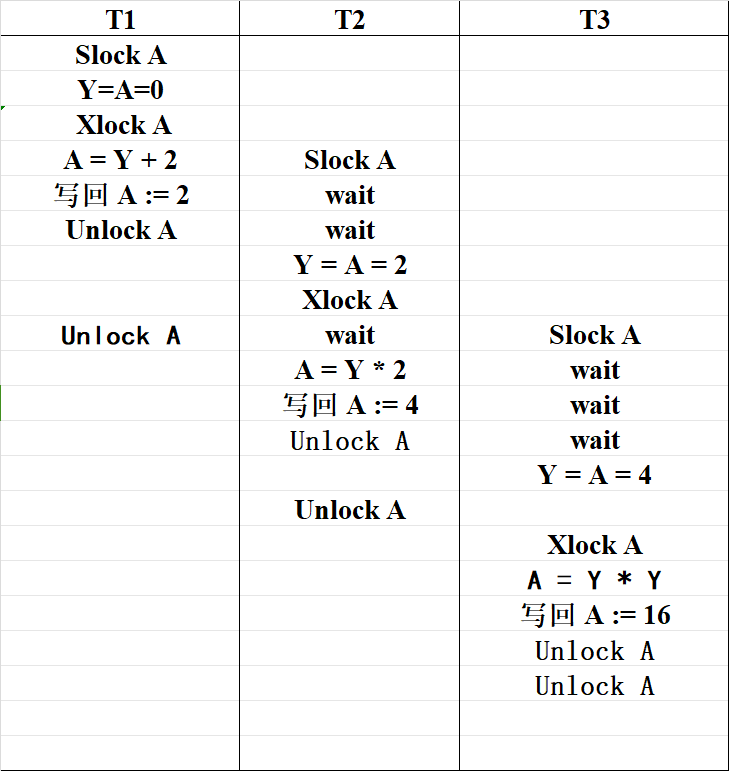 T1 T2 T3
Slock A
Y=A=0
Xlock A
A = Y + 2 Slock A
写回 A := 2 wait
Unlock A wait
Y = A = 2
Xlock A
Unlock A wait Slock A
A = Y * 2 wait
写回 A := 4 wait
Unlock A wait
Y = A = 4
Unlock A
Xlock A
A = Y * Y
写回 A := 16
Unlock A
Unlock A